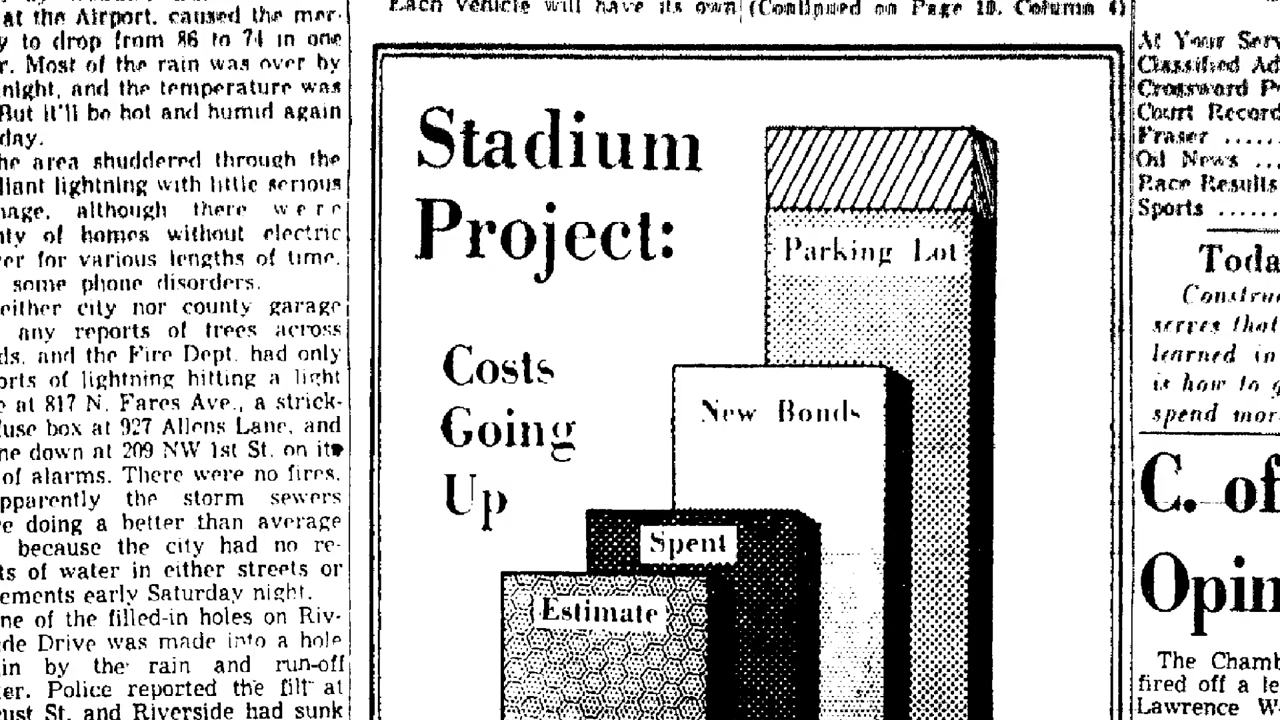 at the Airport, caused the mer-
to drop from 86 to 74 in one
Most of the rain was over by
night, and the temperature was
But it'll be hot and humid again
day.
he area shuddered through the
liant lightning with little serious
mage, although there were
nty of homes without electric
er for various lengths of time,
some phone disorders.
either city nor county garage
any reports of trees across
ds, and the Fire Dept. had only
orts of lightning hitting a light
at 817 N. Fares Ave., a strick-
fuse box at 927 Allens Lane, and
ne down at 209 NW 1st St. on its
of alarms. There were no fires.
pparently the storm sewers
e doing a better than average
because the city had no re-
ts of water in either streets or
ements early Saturday night.
ne of the filled-in holes on Riv-
de Drive was made into a hole
in by the rain and run-off
er. Police reported the fill at
ust St. and Riverside had sunk
Each vehicle will have its own
(Continued on Page 10, Column 4)
Stadium
Project:
Costs
Going
Up
Parking Lot
New Bonds
Spent
Estimate
At Your Serv
Classified Ad
Crossword P
Court Record
Fraser ......
Oil News ...
Race Results
Sports ......
Toda
Constru
serves that
learned in
is how to g
spend mor
C. of
Opin
The Chamb
fired off a le
Lawrence W